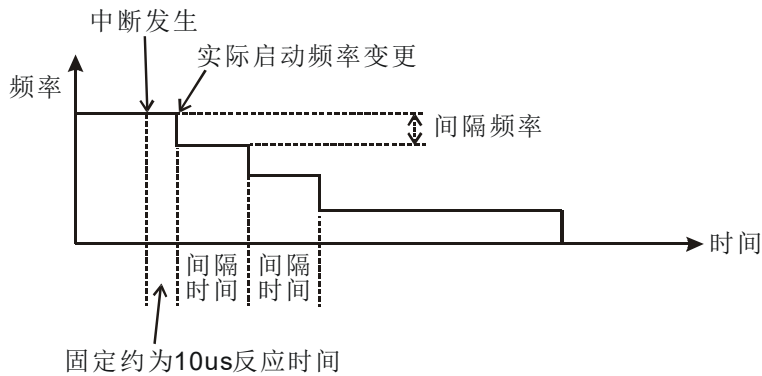 中断发生
实际启动频率变更
频率
间隔频率
时间
间隔
时间
间隔
时间
固定约为10us反应时间